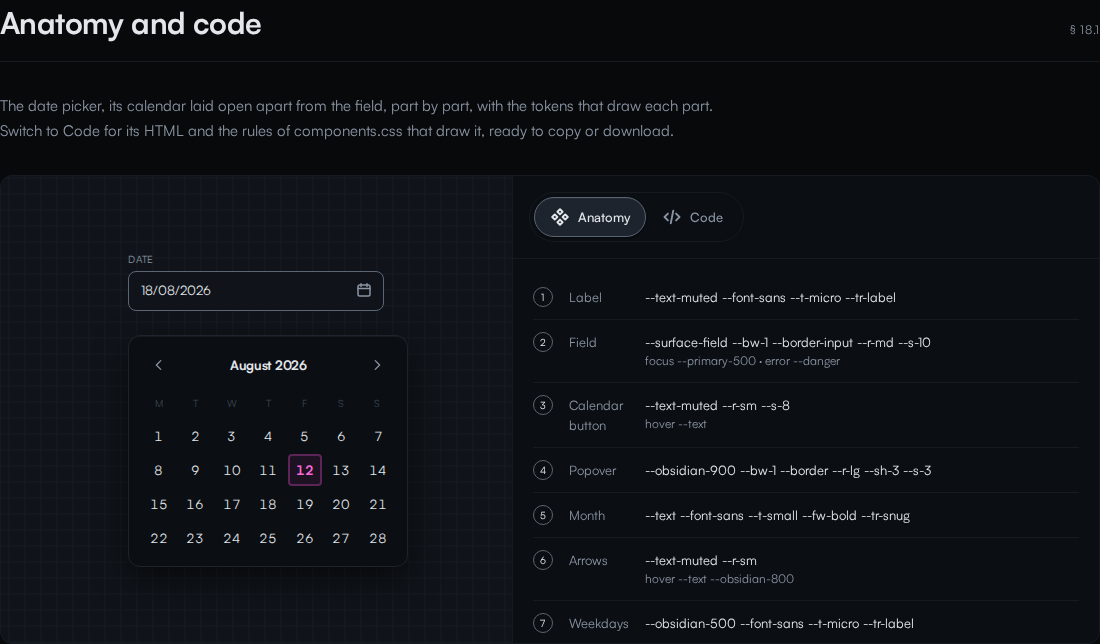 Anatomy and code
§ 18.1
The date picker, its calendar laid open apart from the field, part by part, with the tokens that draw each part.
Switch to Code for its HTML and the rules of components.css that draw it, ready to copy or download.
DATE
18/08/2026
August 2026
M T W T F S S
1 2 3 4 5 6 7
8 9 10 11 12 13 14
15 16 17 18 19 20 21
22 23 24 25 26 27 28
Anatomy
Code
1 Label --text-muted --font-sans --t-micro --tr-label
2 Field --surface-field --bw-1 --border-input --r-md --s-10
focus --primary-500 · error --danger
3 Calendar button --text-muted --r-sm --s-8
hover --text
4 Popover --obsidian-900 --bw-1 --border --r-lg --sh-3 --s-3
5 Month --text --font-sans --t-small --fw-bold --tr-snug
6 Arrows --text-muted --r-sm
hover --text --obsidian-800
7 Weekdays --obsidian-500 --font-sans --t-micro --tr-label